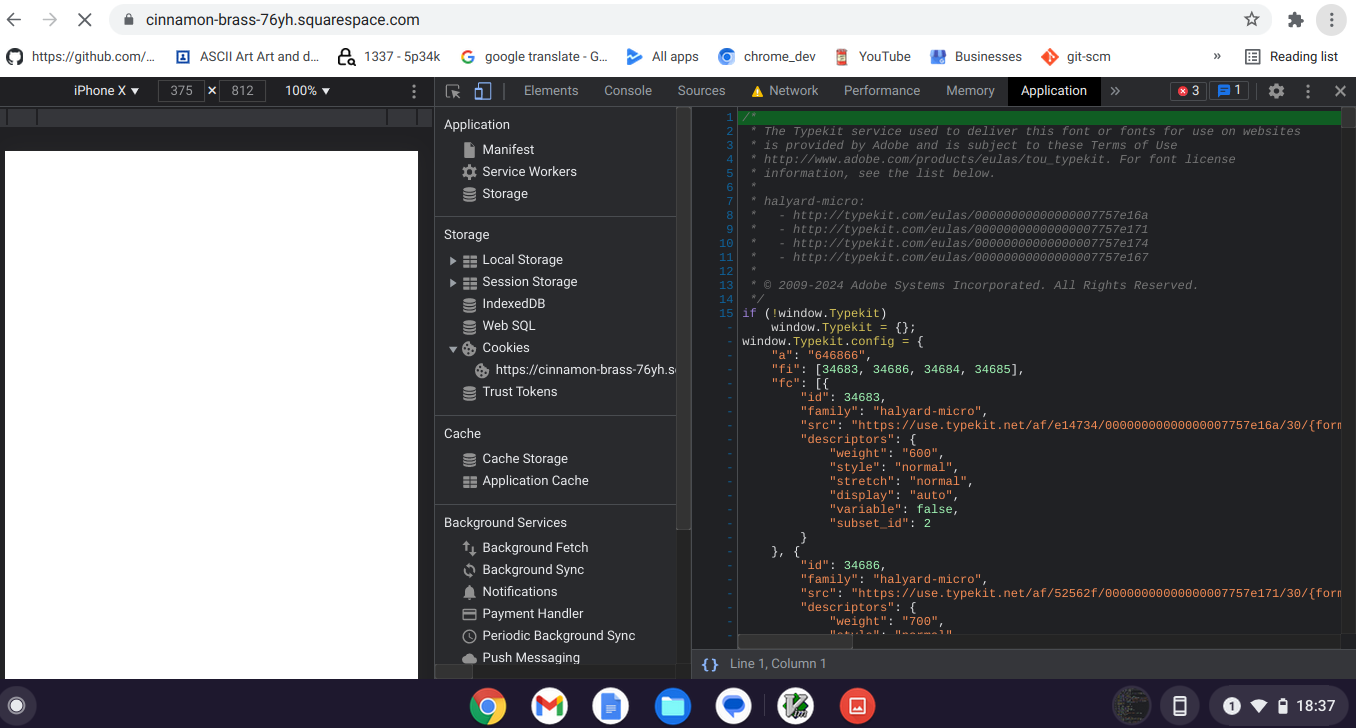 cinnamon-brass-76yh.squarespace.com
https://github.com/... ASCII Art Art and d... 1337 - 5p34k google translate - G... All apps chrome_dev YouTube Businesses git-scm » Reading list
iPhone X ▼ 375 × 812 100% ▼ Elements Console Sources Network Performance Memory Application » 3 1
Application
Manifest
Service Workers
Storage
Storage
Local Storage
Session Storage
IndexedDB
Web SQL
Cookies
https://cinnamon-brass-76yh.s
Trust Tokens
Cache
Cache Storage
Application Cache
Background Services
Background Fetch
Background Sync
Notifications
Payment Handler
Periodic Background Sync
Push Messaging
1 /*
2 * The Typekit service used to deliver this font or fonts for use on websites
3 * is provided by Adobe and is subject to these Terms of Use
4 * http://www.adobe.com/products/eulas/tou_typekit. For font license
5 * information, see the list below.
6 *
7 * halyard-micro:
8 *   - http://typekit.com/eulas/00000000000000007757e16a
9 *   - http://typekit.com/eulas/00000000000000007757e171
10 *   - http://typekit.com/eulas/00000000000000007757e174
11 *   - http://typekit.com/eulas/00000000000000007757e167
12 *
13 * © 2009-2024 Adobe Systems Incorporated. All Rights Reserved.
14 */
15 if (!window.Typekit)
- window.Typekit = {};
- window.Typekit.config = {
- "a": "646866",
- "fi": [34683, 34686, 34684, 34685],
- "fc": [{
- "id": 34683,
- "family": "halyard-micro",
- "src": "https://use.typekit.net/af/e14734/00000000000000007757e16a/30/{for
- "descriptors": {
- "weight": "600",
- "style": "normal",
- "stretch": "normal",
- "display": "auto",
- "variable": false,
- "subset_id": 2
- }
- }, {
- "id": 34686,
- "family": "halyard-micro",
- "src": "https://use.typekit.net/af/52562f/00000000000000007757e171/30/{for
- "descriptors": {
- "weight": "700",
- "style": "normal"
{} Line 1, Column 1
1 18:37